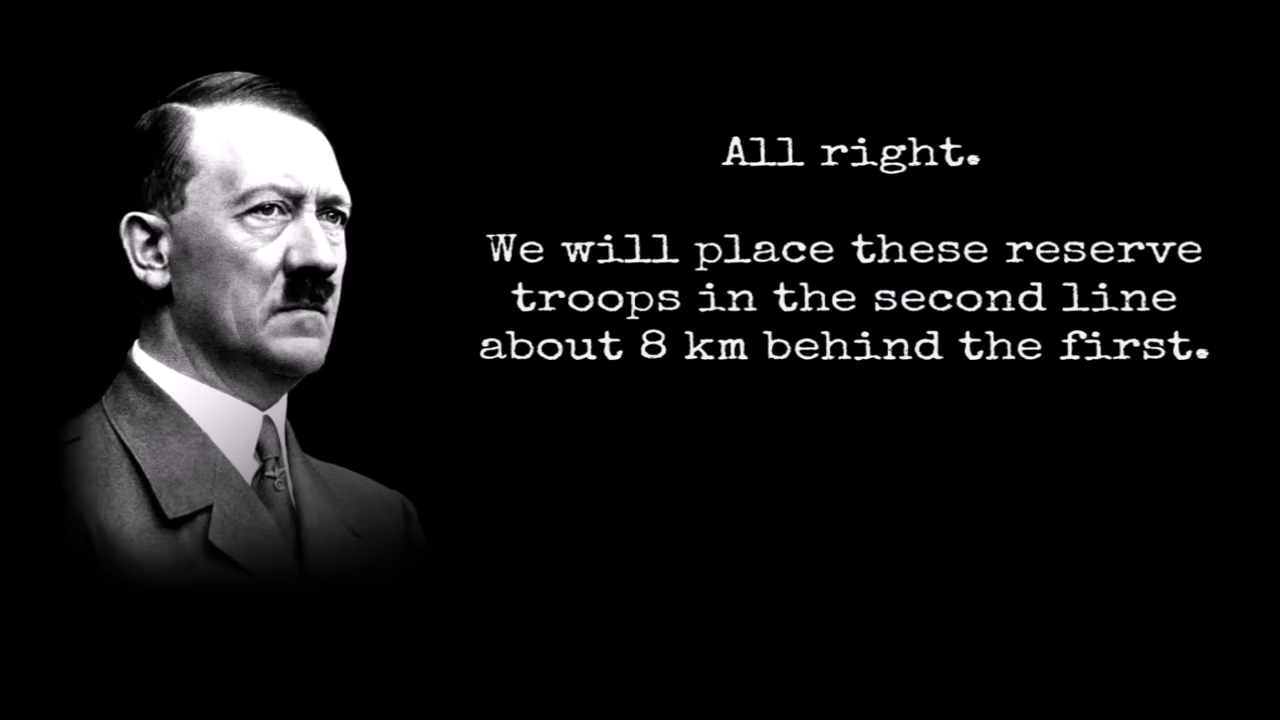 All right.
We will place these reserve
troops in the second line
about 8 km behind the first.